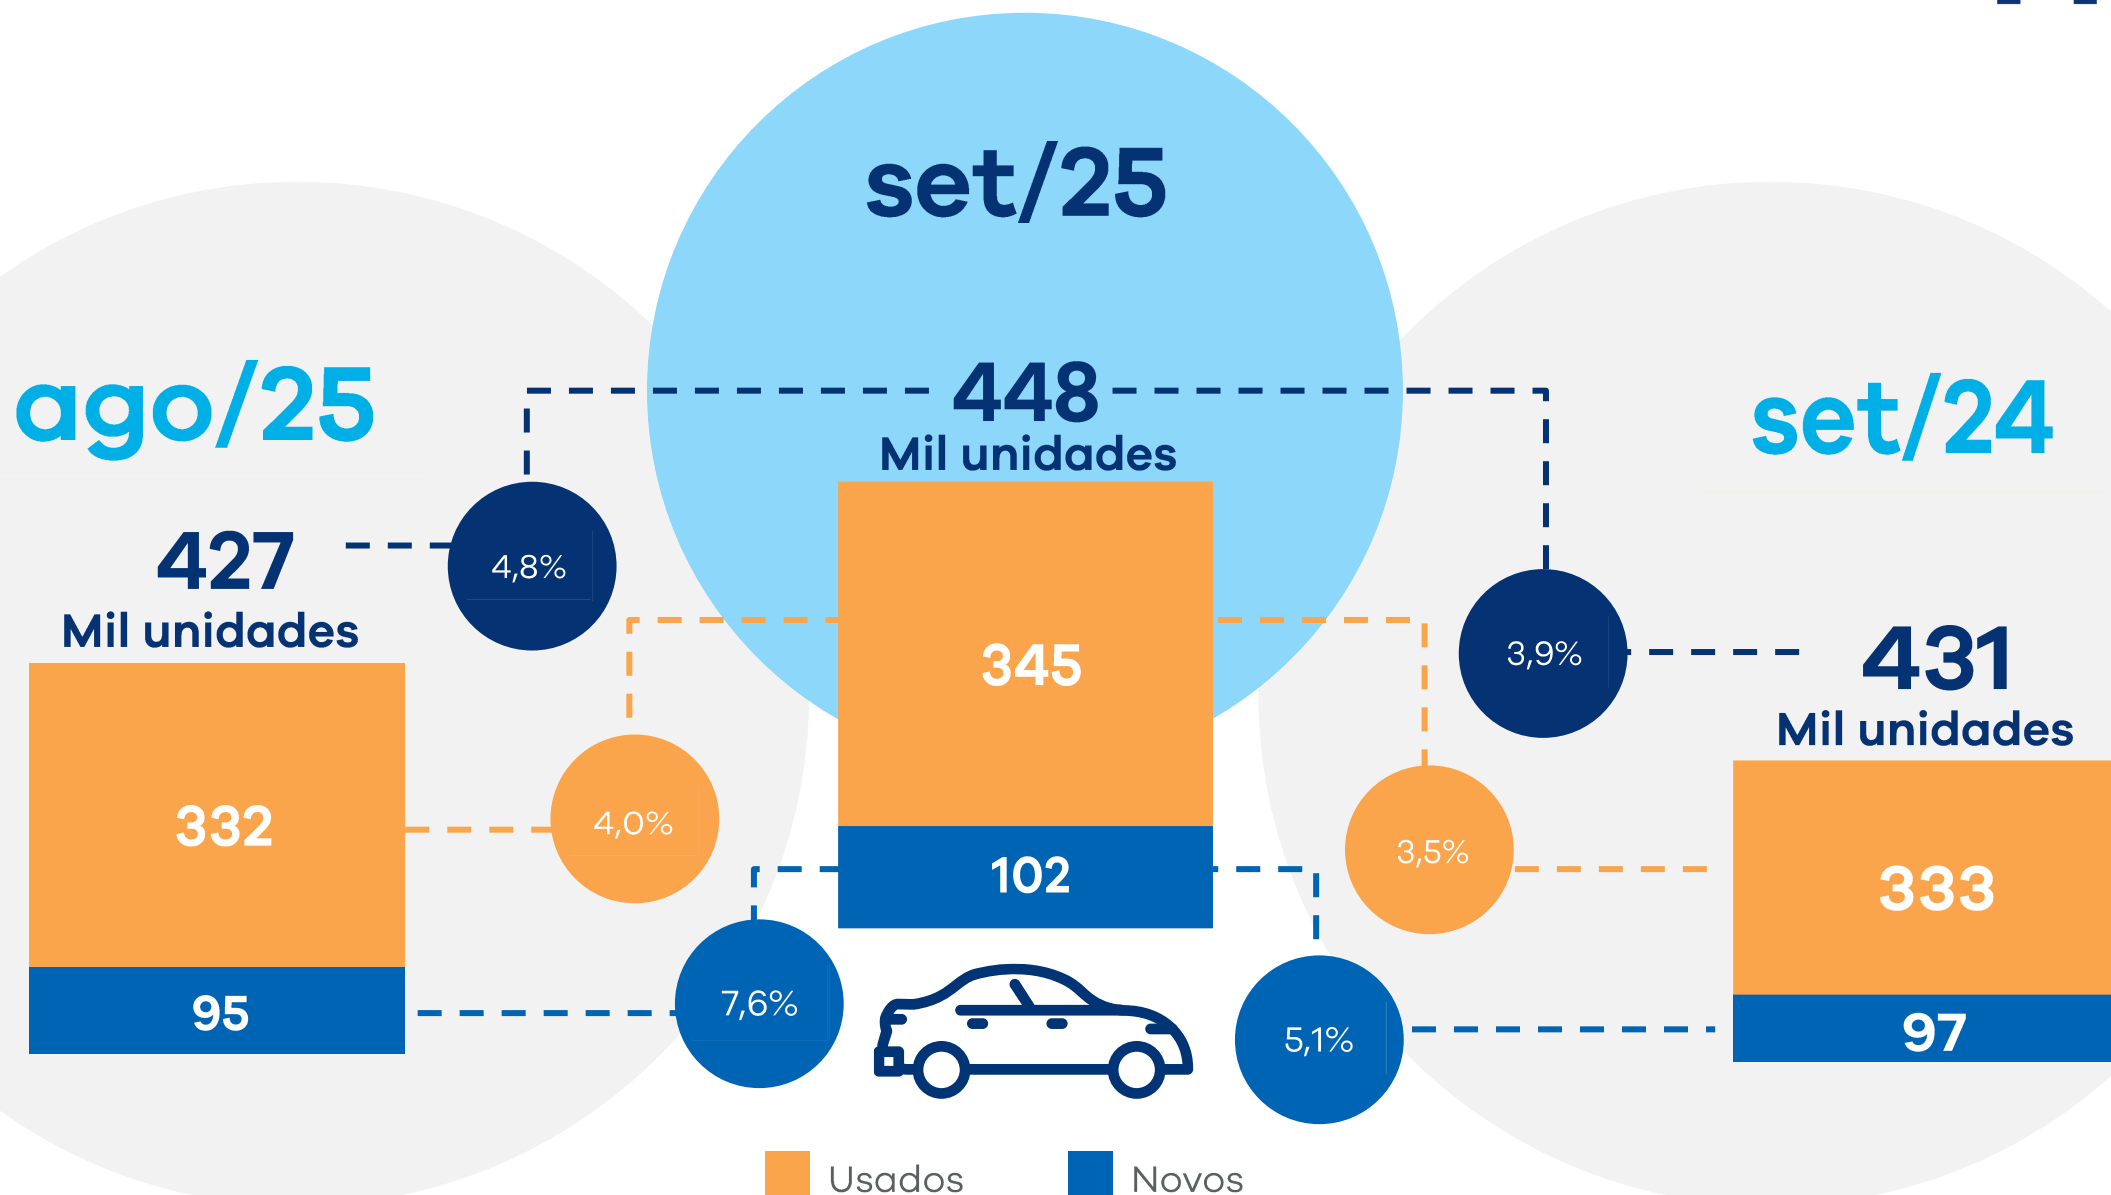 set/25
448
Mil unidades
345
102
ago/25
427
Mil unidades
332
95
4,8%
4,0%
7,6%
set/24
431
Mil unidades
333
97
3,9%
3,5%
5,1%
Usados
Novos